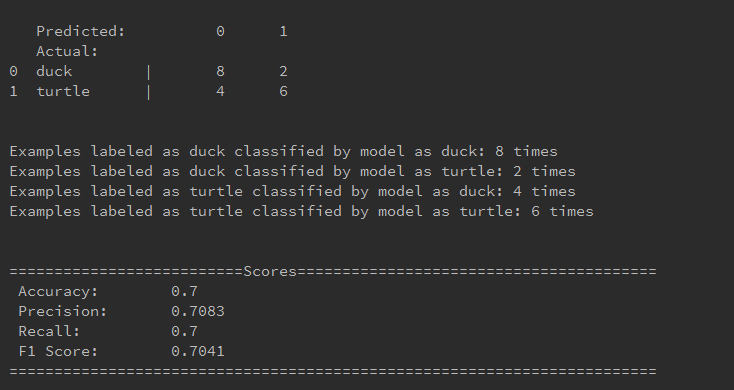 Predicted:          0      1
Actual:
0  duck        |       8      2
1  turtle      |       4      6
Examples labeled as duck classified by model as duck: 8 times
Examples labeled as duck classified by model as turtle: 2 times
Examples labeled as turtle classified by model as duck: 4 times
Examples labeled as turtle classified by model as turtle: 6 times
==========================Scores========================================
Accuracy:        0.7
Precision:       0.7083
Recall:          0.7
F1 Score:        0.7041
========================================================================